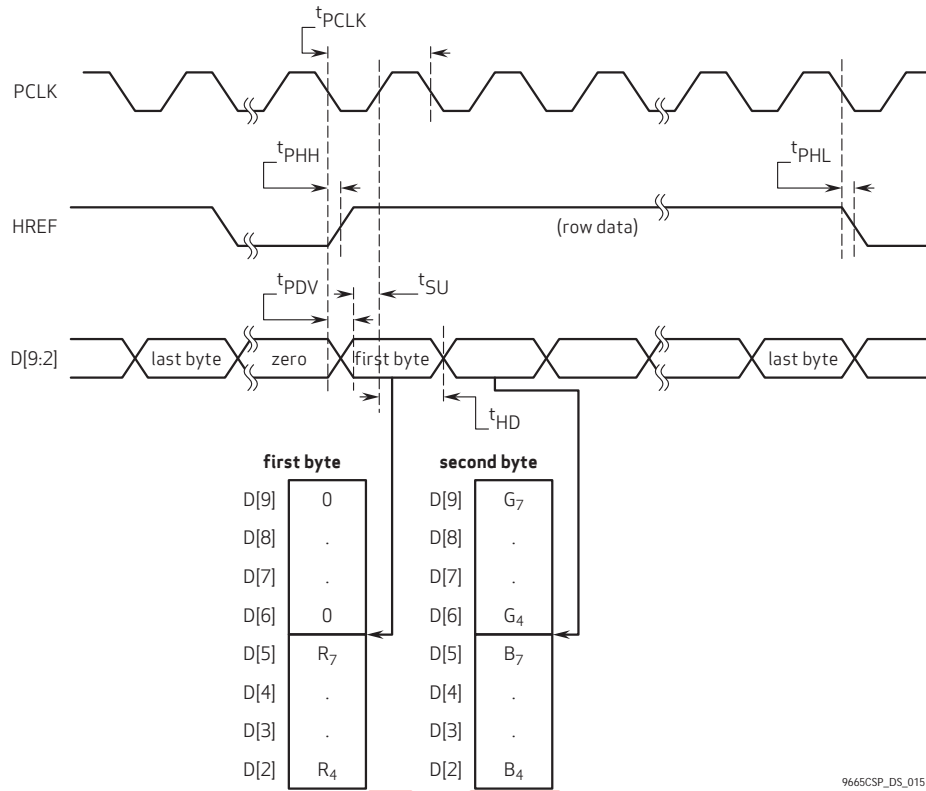 tPCLK
PCLK
tPHH
tPHL
HREF
(row data)
tPDV
tSU
D[9:2]
last byte
zero
first byte
last byte
tHD
first byte
second byte
D[9] 0 D[9] G7
D[8] . D[8] .
D[7] . D[7] .
D[6] 0 D[6] G4
D[5] R7 D[5] B7
D[4] . D[4] .
D[3] . D[3] .
D[2] R4 D[2] B4
9665CSP_DS_015